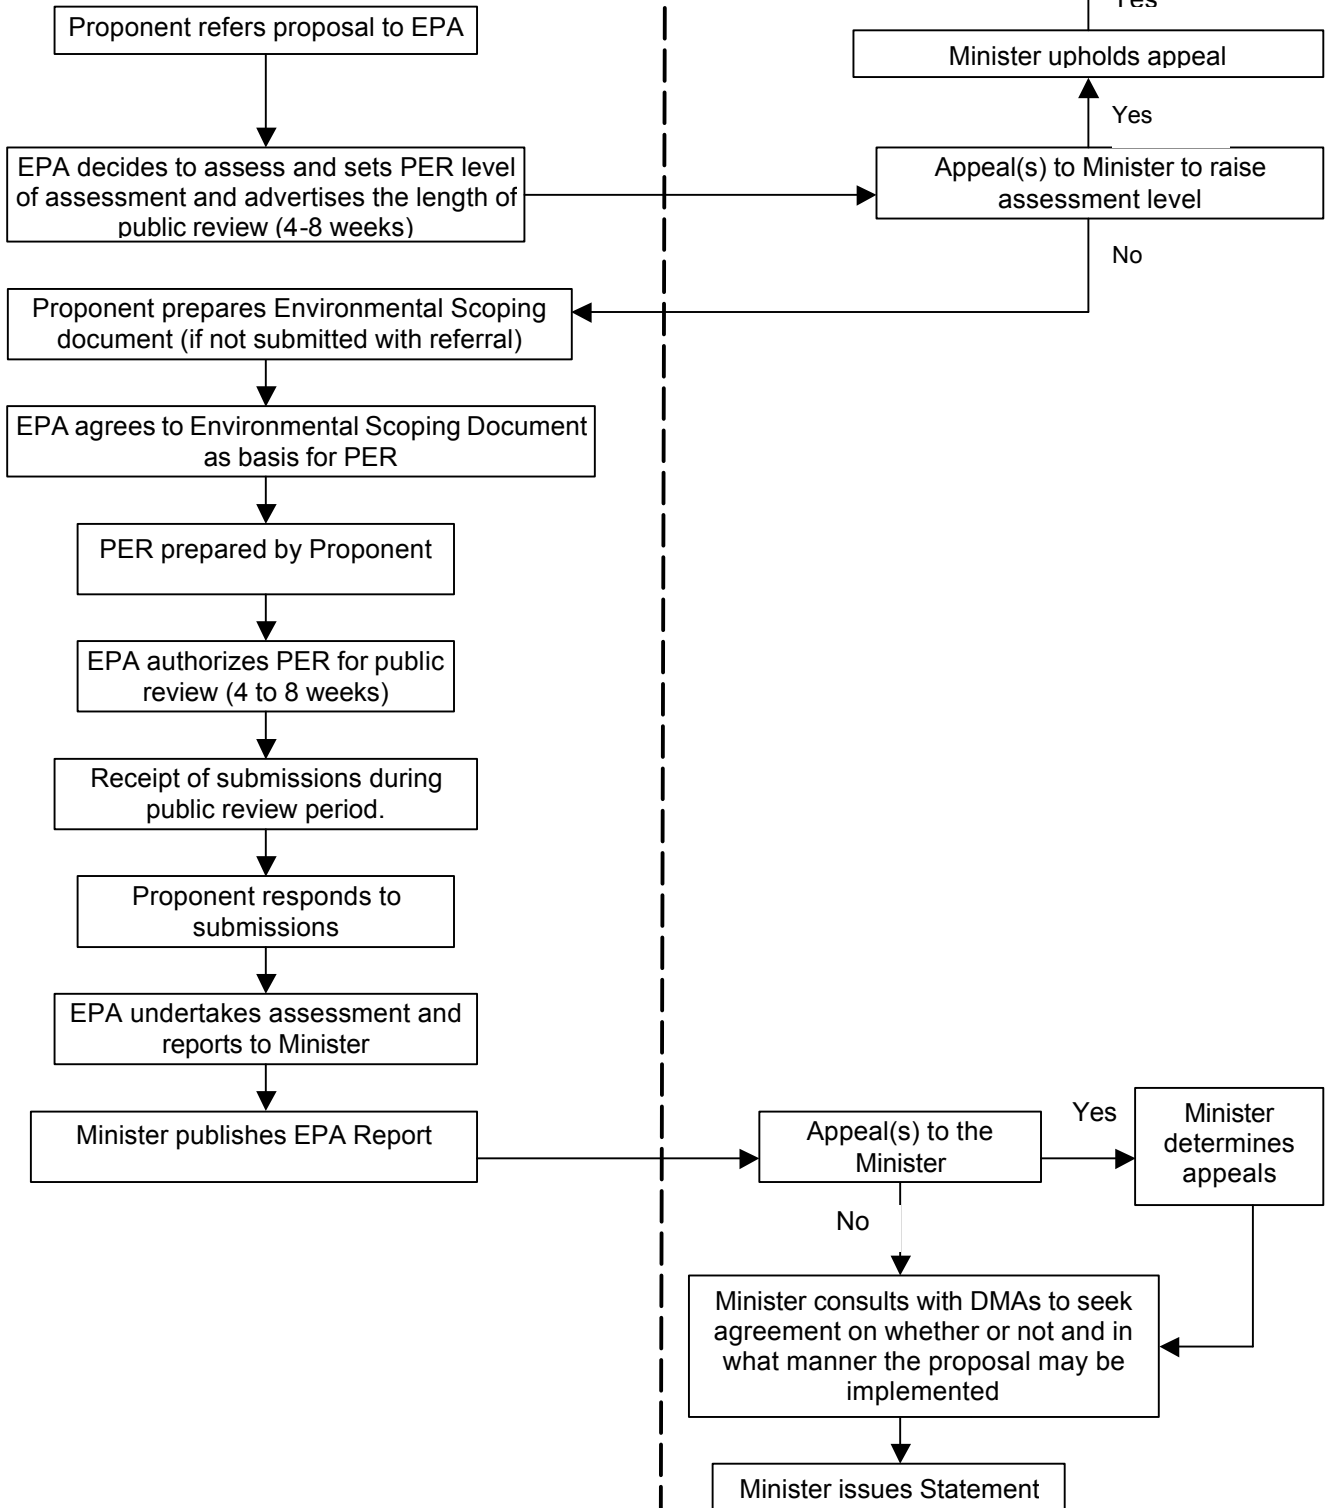 Proponent refers proposal to EPA
EPA decides to assess and sets PER level
of assessment and advertises the length of
public review (4-8 weeks)
Proponent prepares Environmental Scoping
document (if not submitted with referral)
EPA agrees to Environmental Scoping Document
as basis for PER
PER prepared by Proponent
EPA authorizes PER for public
review (4 to 8 weeks)
Receipt of submissions during
public review period.
Proponent responds to
submissions
EPA undertakes assessment and
reports to Minister
Minister publishes EPA Report
Yes
Minister upholds appeal
Yes
Appeal(s) to Minister to raise
assessment level
No
Appeal(s) to the
Minister
Yes
Minister
determines
appeals
No
Minister consults with DMAs to seek
agreement on whether or not and in
what manner the proposal may be
implemented
Minister issues Statement